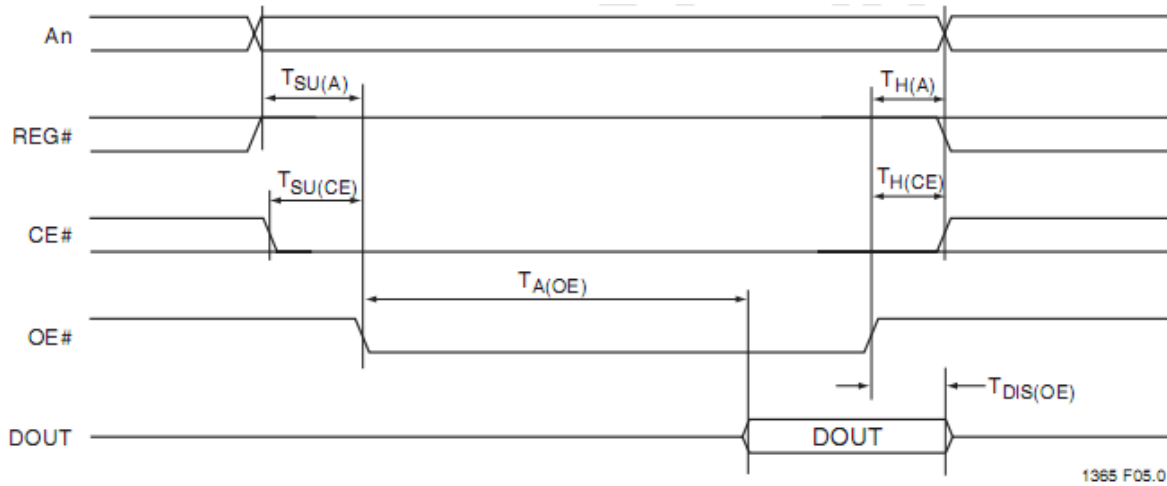 An
TSU(A)
TH(A)
REG#
TSU(CE)
TH(CE)
CE#
TA(OE)
OE#
TDIS(OE)
DOUT
DOUT
1365 F05.0